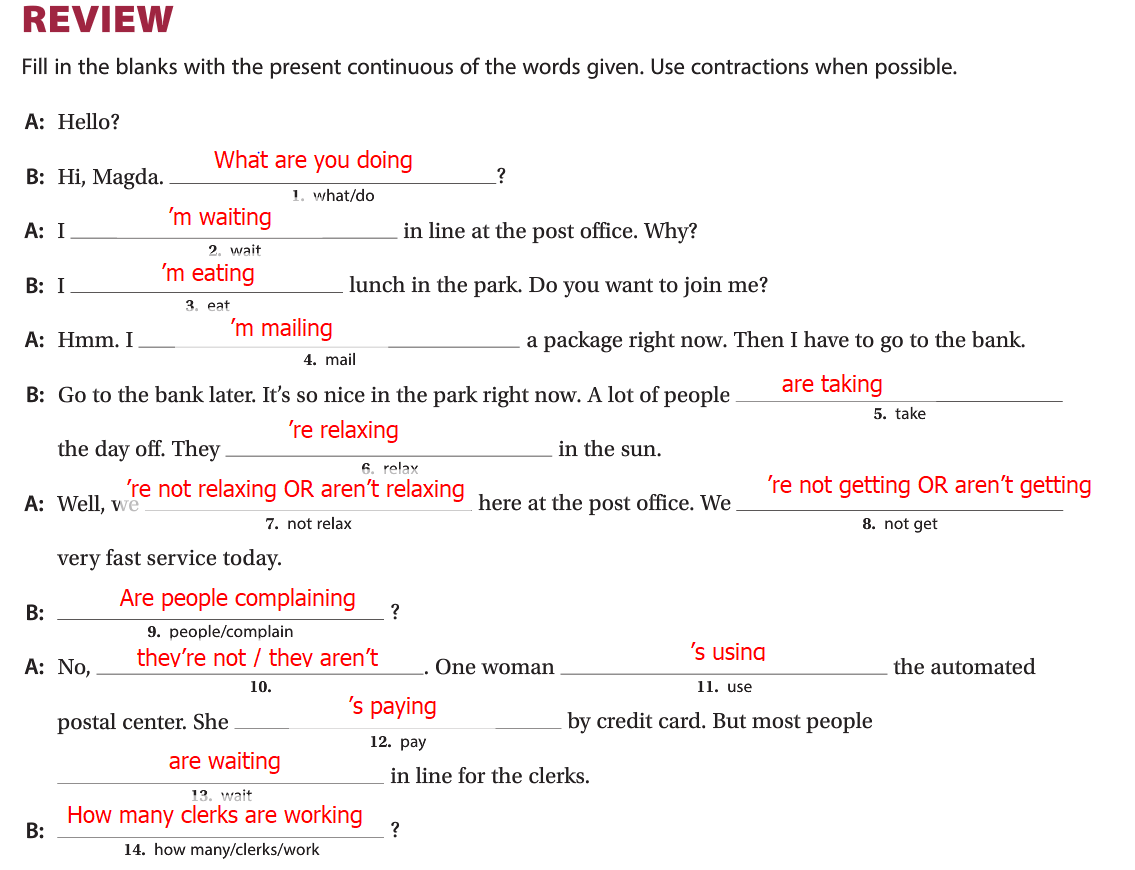 REVIEW
Fill in the blanks with the present continuous of the words given. Use contractions when possible.
A: Hello?
B: Hi, Magda. What are you doing ?
1. what/do
A: I 'm waiting in line at the post office. Why?
2. wait
B: I 'm eating lunch in the park. Do you want to join me?
3. eat
A: Hmm. I 'm mailing a package right now. Then I have to go to the bank.
4. mail
B: Go to the bank later. It's so nice in the park right now. A lot of people are taking
5. take
the day off. They 're relaxing in the sun.
6. relax
A: Well, we 're not relaxing OR aren't relaxing here at the post office. We 're not getting OR aren't getting
7. not relax 8. not get
very fast service today.
B: Are people complaining ?
9. people/complain
A: No, they're not / they aren't . One woman 's using the automated
10. 11. use
postal center. She 's paying by credit card. But most people
12. pay
are waiting in line for the clerks.
13. wait
B: How many clerks are working ?
14. how many/clerks/work